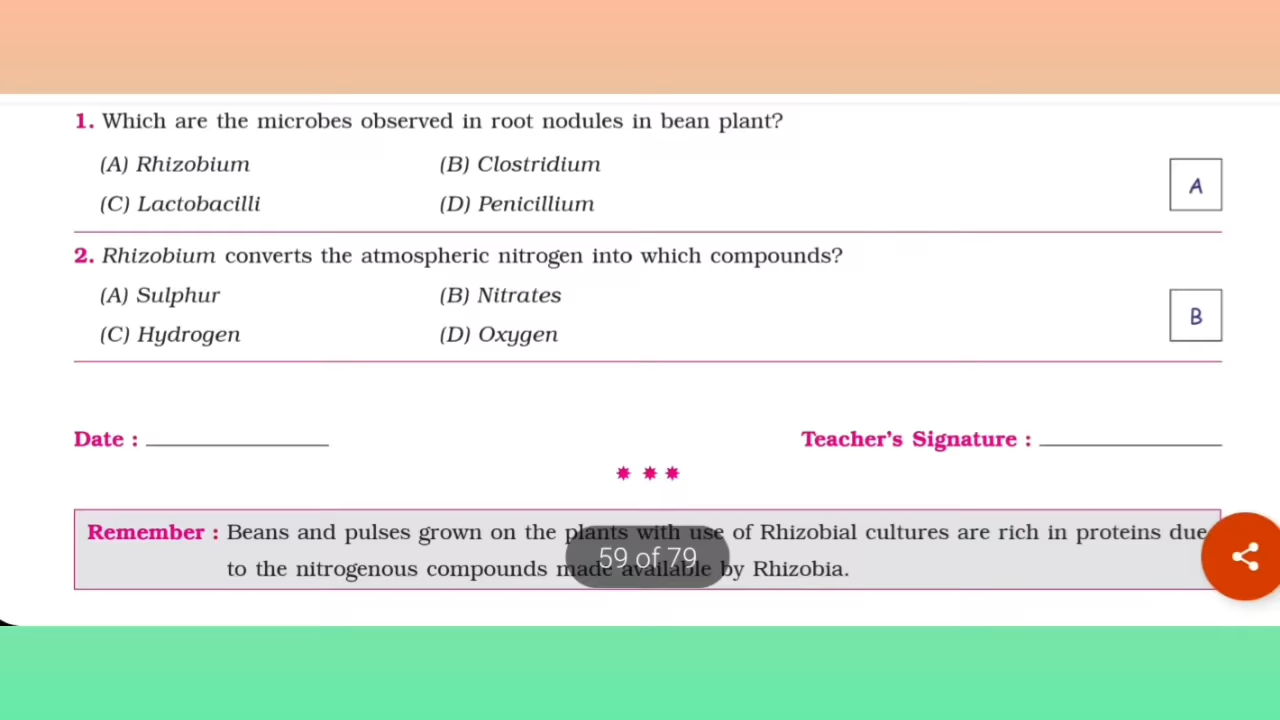 1. Which are the microbes observed in root nodules in bean plant?
(A) Rhizobium (B) Clostridium
(C) Lactobacilli (D) Penicillium
A
2. Rhizobium converts the atmospheric nitrogen into which compounds?
(A) Sulphur (B) Nitrates
(C) Hydrogen (D) Oxygen
B
Date : Teacher's Signature :
Remember : Beans and pulses grown on the plants with use of Rhizobial cultures are rich in proteins due
to the nitrogenous compounds made available by Rhizobia.
59 of 79